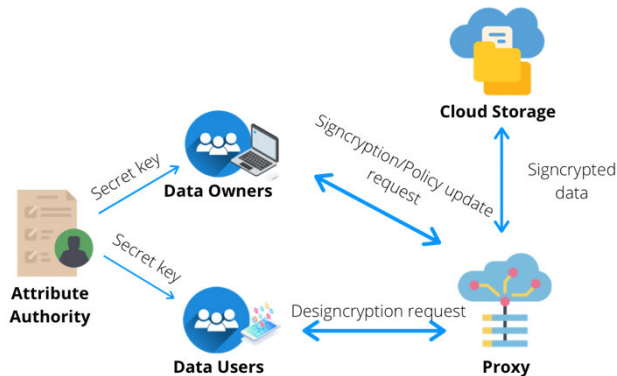 Cloud Storage
Signcryption/Policy update
request
Signcrypted
data
Secret key
Data Owners
Secret key
Attribute
Authority
Designcryption request
Data Users
Proxy